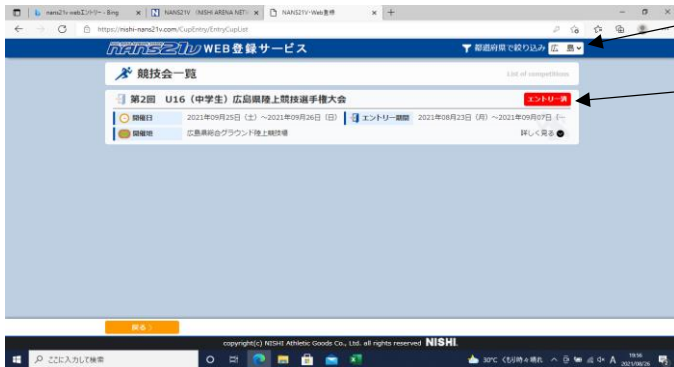 nans21v webエントリー - Bing
NANS21V (NISHI ARENA NET)
NANS21V-Web登録
https://nishi-nans21v.com/CupEntry/EntryCupList
NANS21V WEB登録サービス
都道府県で絞り込み 広 島
競技会一覧
List of competitions
第2回 U16（中学生）広島県陸上競技選手権大会
エントリー済
開催日 2021年09月25日（土）～2021年09月26日（日） エントリー期間 2021年08月23日（月）～2021年09月07日（
開催地 広島県総合グラウンド陸上競技場 詳しく見る
戻る
copyright(c) NISHI Athletic Goods Co., Ltd. all rights reserved NISHI.
ここに入力して検索
30°C くもり時々晴れ
A
19:56
2021/08/26